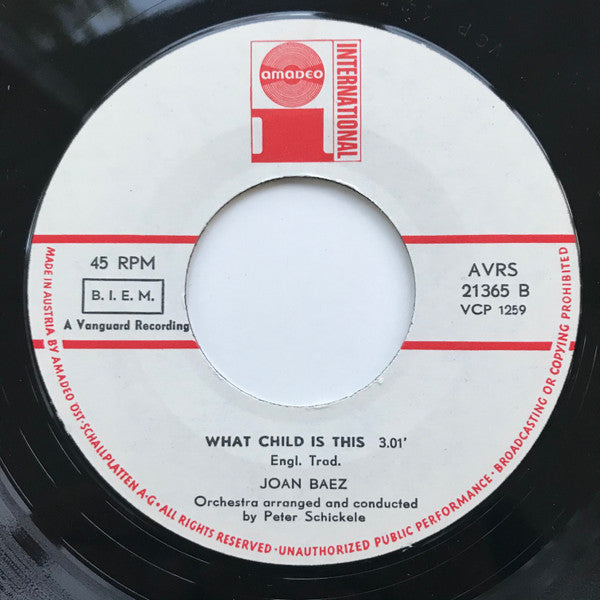 amadeo
INTERNATIONAL
45 RPM
B. I. E. M.
A Vanguard Recording
AVRS
21365 B
VCP 1259
WHAT CHILD IS THIS 3.01'
Engl. Trad.
JOAN BAEZ
Orchestra arranged and conducted
by Peter Schickele
MADE IN AUSTRIA BY AMADEO ÖST. SCHALLPLATTEN A·G · ALL RIGHTS RESERVED · UNAUTHORIZED PUBLIC PERFORMANCE · BROADCASTING OR COPYING PROHIBITED